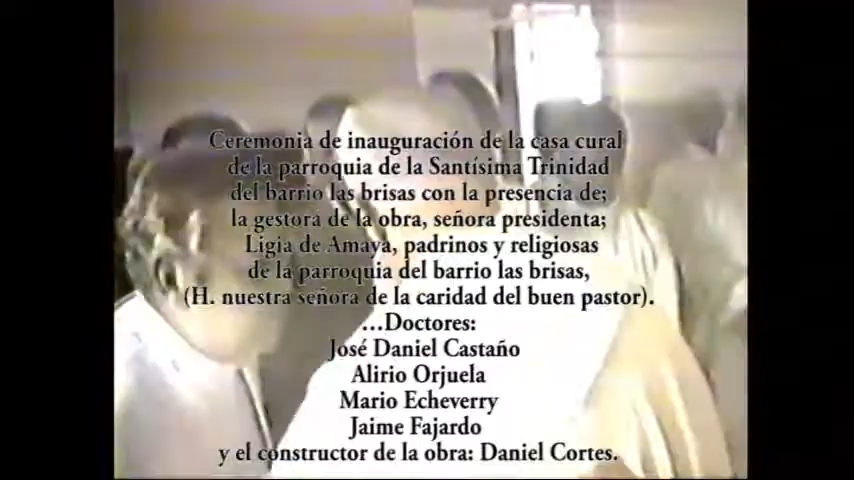 Ceremonia de inauguración de la casa cural
de la parroquia de la Santísima Trinidad
del barrio las brisas con la presencia de;
la gestora de la obra, señora presidenta;
Ligia de Amaya, padrinos y religiosas
de la parroquia del barrio las brisas,
(H. nuestra señora de la caridad del buen pastor).
...Doctores:
José Daniel Castaño
Alirio Orjuela
Mario Echeverry
Jaime Fajardo
y el constructor de la obra: Daniel Cortes.